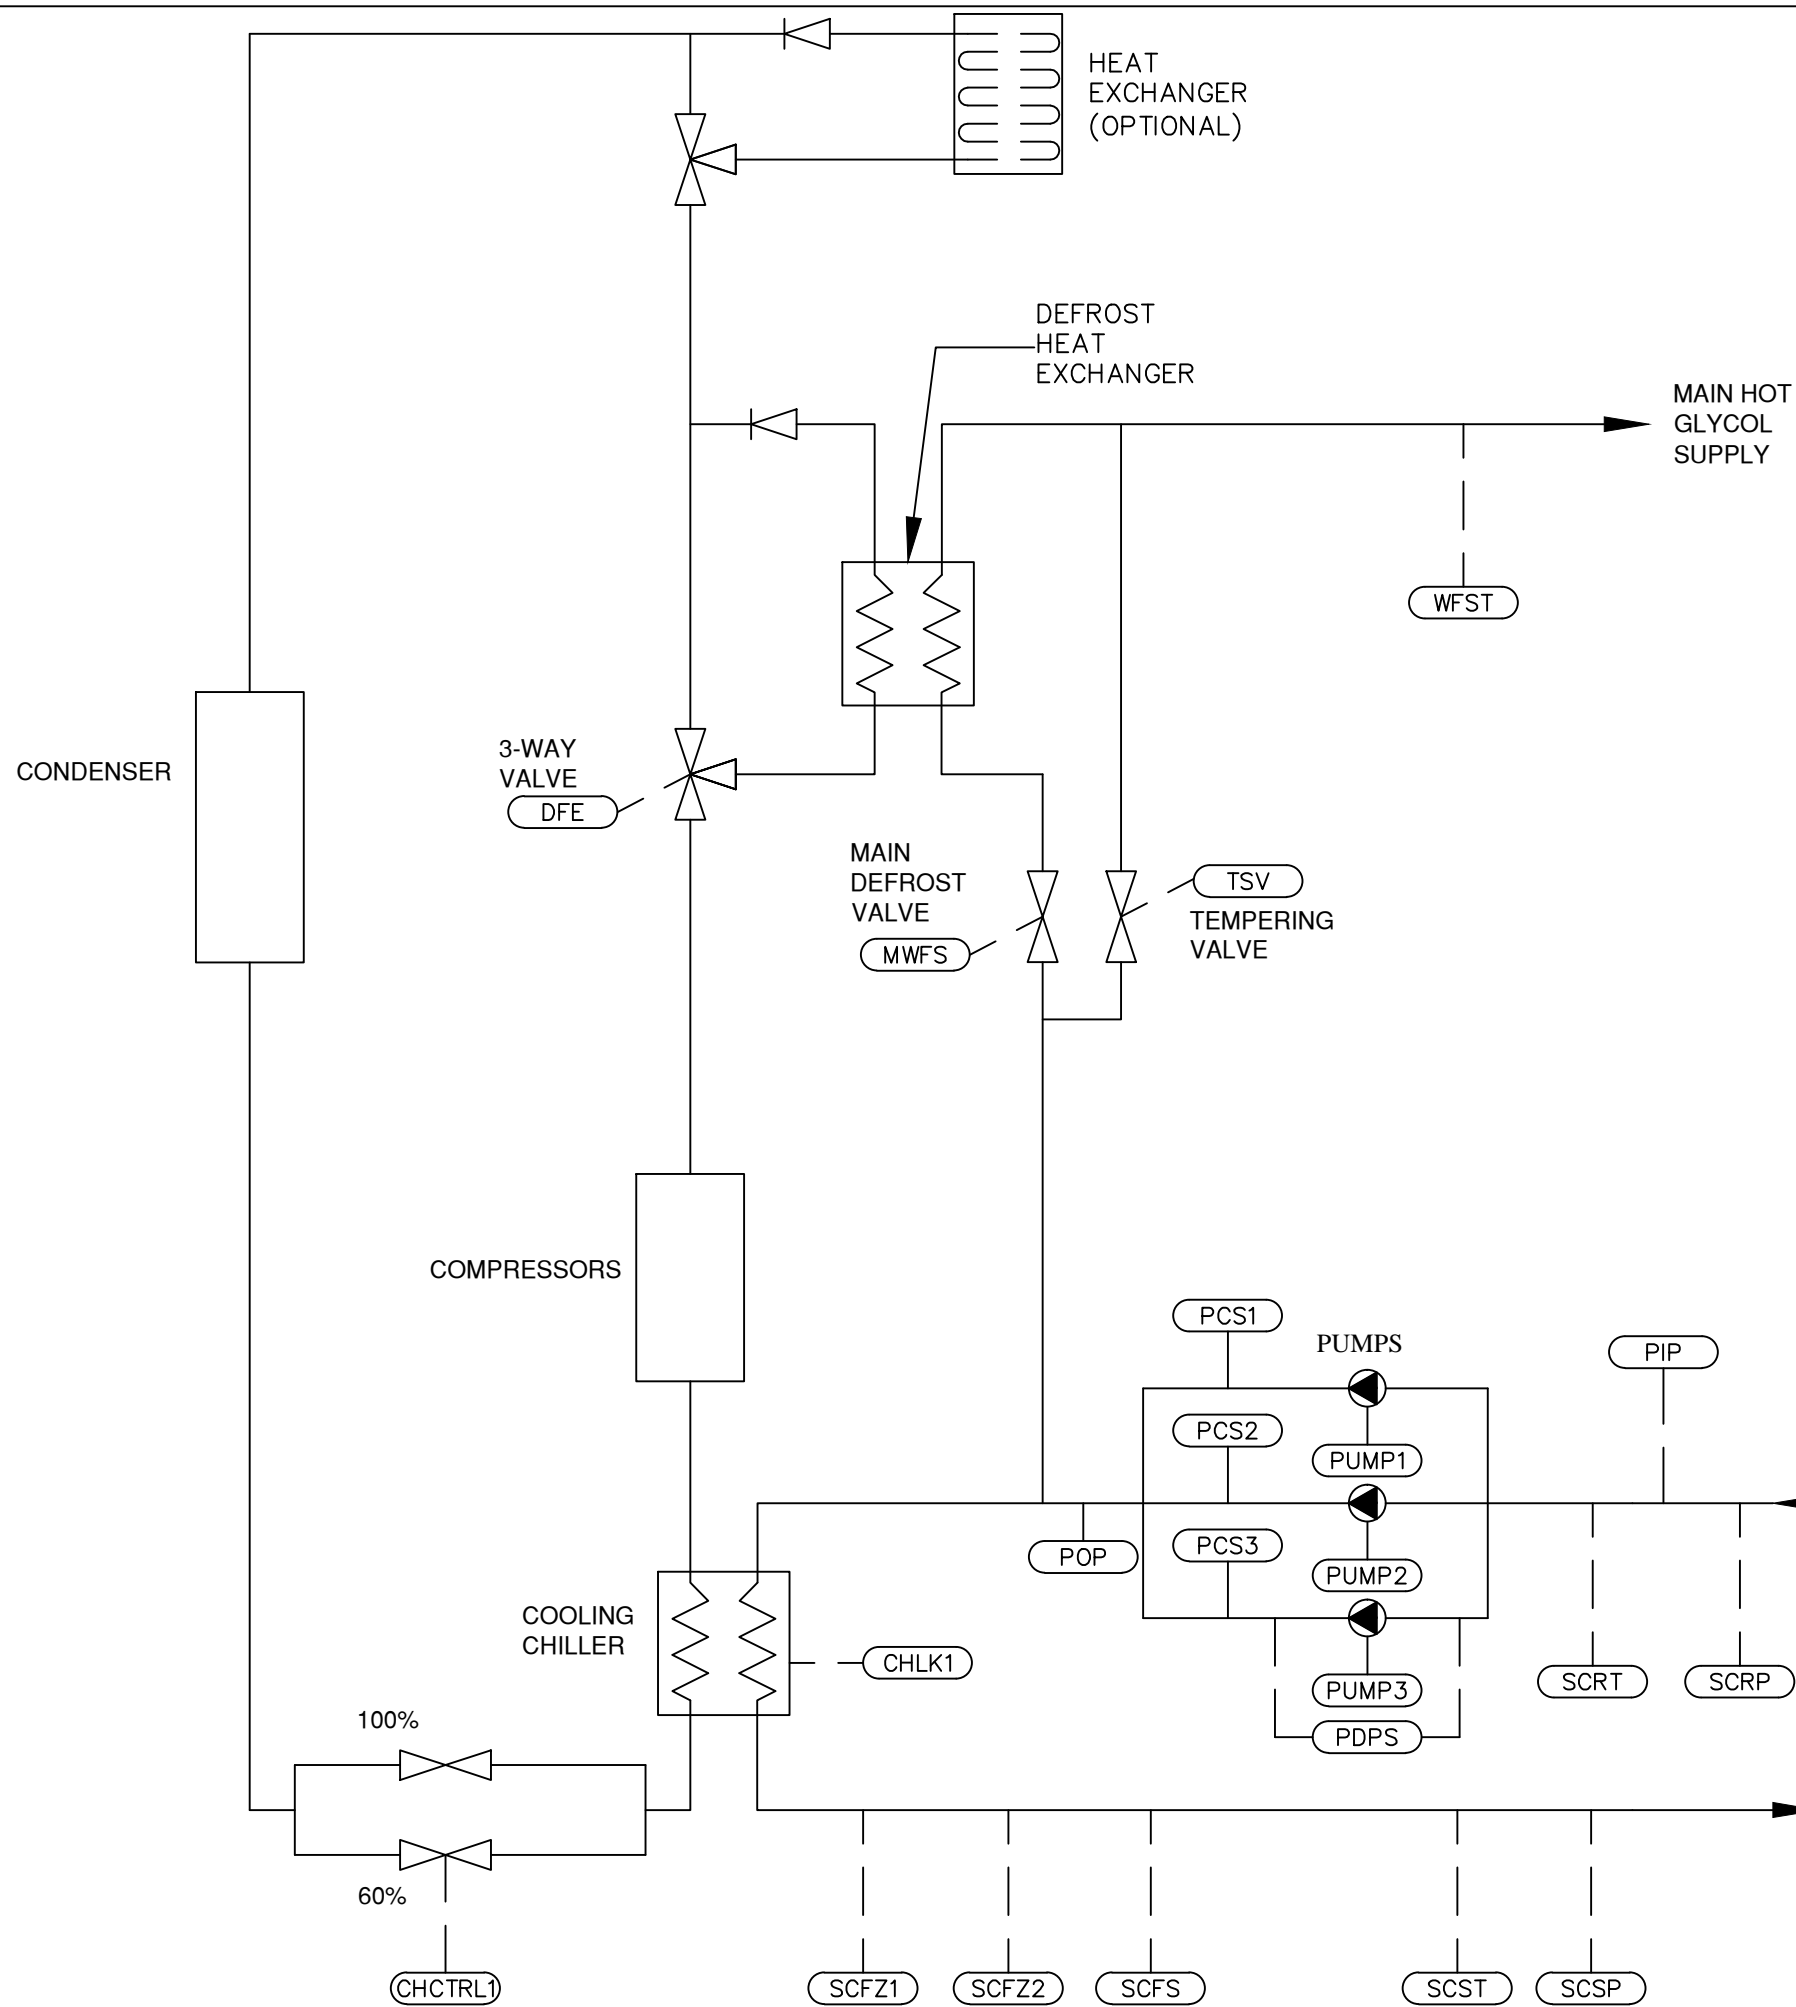 HEAT
EXCHANGER
(OPTIONAL)
DEFROST
HEAT
EXCHANGER
MAIN HOT
GLYCOL
SUPPLY
WFST
CONDENSER
3-WAY
VALVE
DFE
MAIN
DEFROST
VALVE
MWFS
TSV
TEMPERING
VALVE
COMPRESSORS
PCS1
PUMPS
PIP
PCS2
PUMP1
POP
PCS3
PUMP2
COOLING
CHILLER
CHLK1
PUMP3
SCRT
SCRP
PDPS
100%
60%
CHCTRL1
SCFZ1
SCFZ2
SCFS
SCST
SCSP